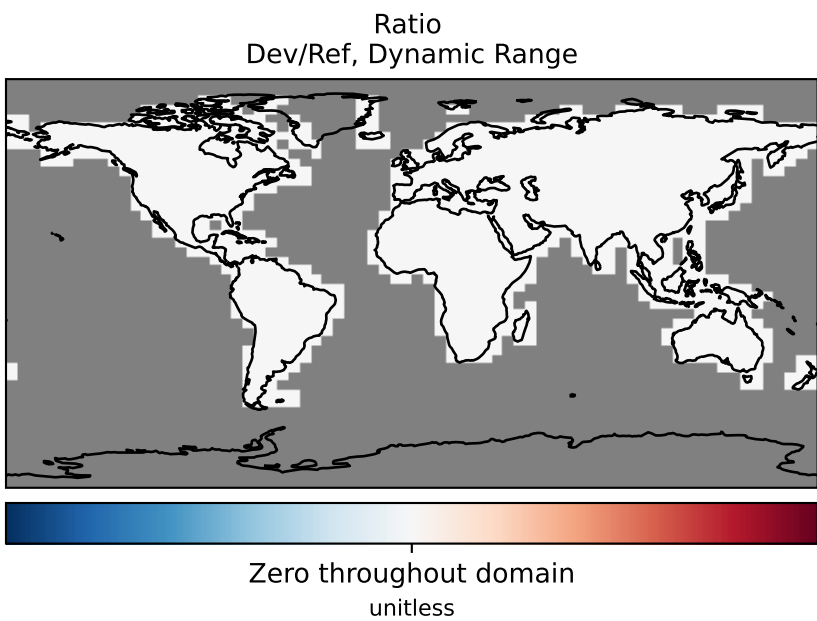 Ratio
Dev/Ref, Dynamic Range
Zero throughout domain
unitless